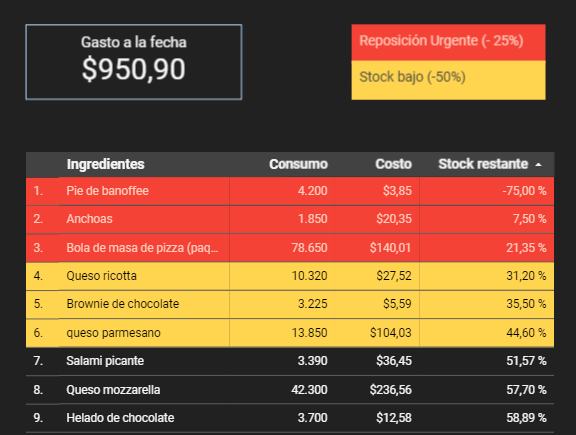 Gasto a la fecha
$950,90
Reposición Urgente (- 25%)
Stock bajo (-50%)
Ingredientes Consumo Costo Stock restante
1. Pie de banoffee 4.200 $3,85 -75,00 %
2. Anchoas 1.850 $20,35 7,50 %
3. Bola de masa de pizza (paq... 78.650 $140,01 21,35 %
4. Queso ricotta 10.320 $27,52 31,20 %
5. Brownie de chocolate 3.225 $5,59 35,50 %
6. queso parmesano 13.850 $104,03 44,60 %
7. Salami picante 3.390 $36,45 51,57 %
8. Queso mozzarella 42.300 $236,56 57,70 %
9. Helado de chocolate 3.700 $12,58 58,89 %